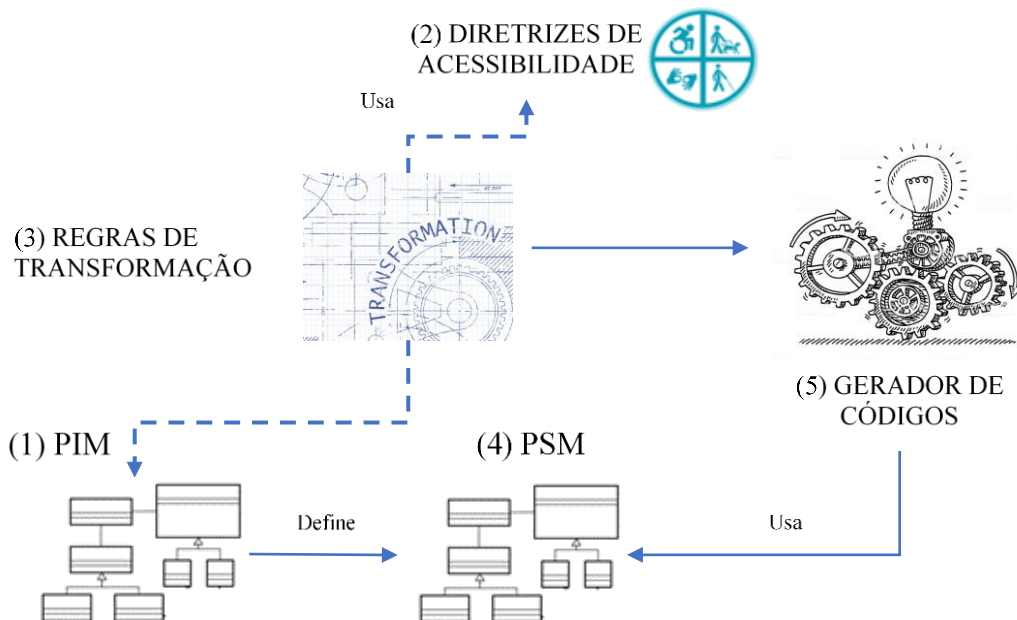 (2) DIRETRIZES DE
ACESSIBILIDADE
Usa
(3) REGRAS DE
TRANSFORMAÇÃO
TRANSFORMATION
(5) GERADOR DE
CÓDIGOS
(1) PIM
(4) PSM
Define
Usa